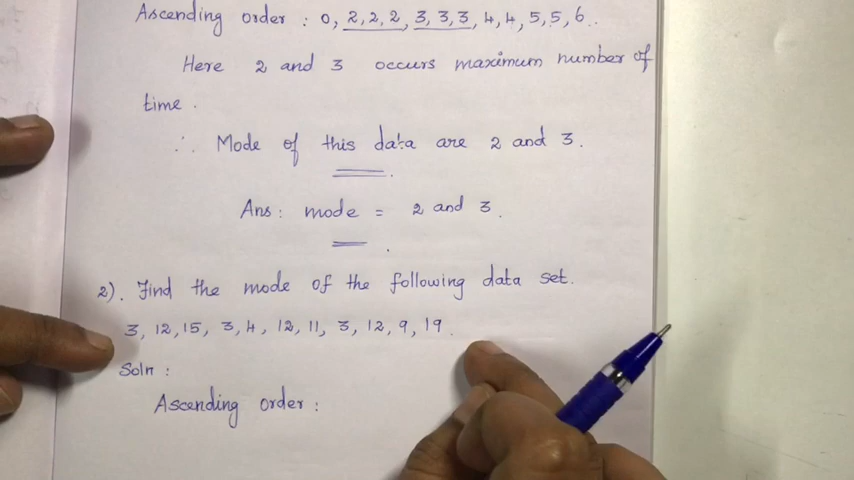 Ascending order : 0, 2, 2, 2, 3, 3, 3, 4, 4, 5, 5, 6.
Here 2 and 3 occurs maximum number of
time.
∴ Mode of this data are 2 and 3.
Ans: mode = 2 and 3.
2). Find the mode of the following data set.
3, 12, 15, 3, 4, 12, 11, 3, 12, 9, 19.
Soln :
Ascending order :